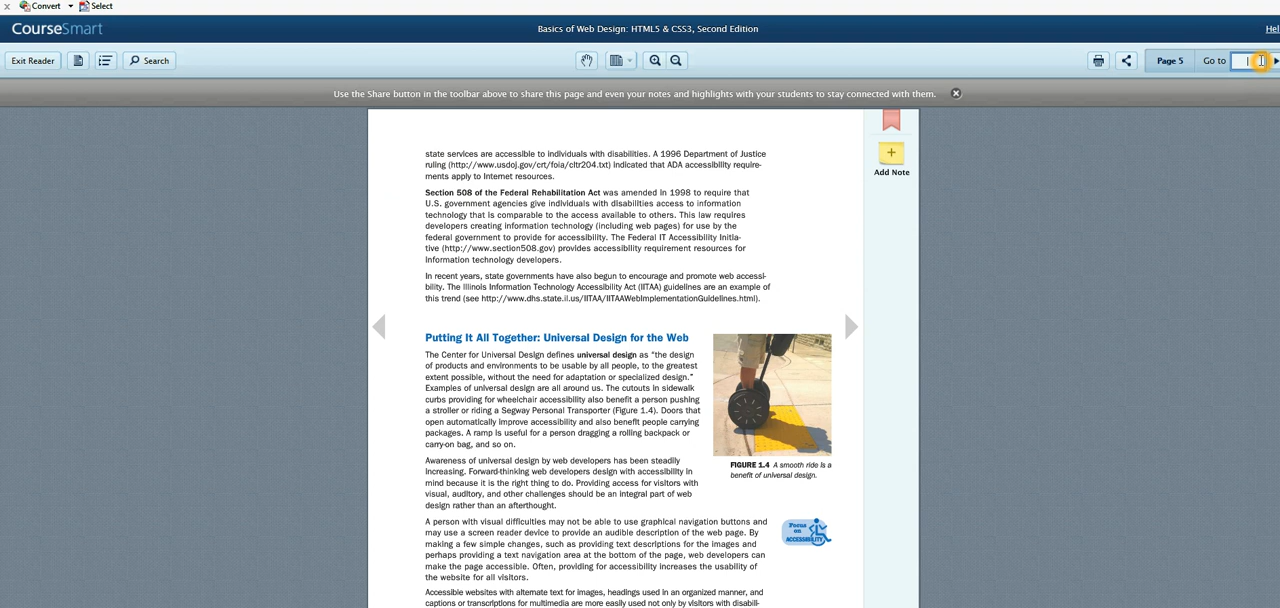 Convert Select
CourseSmart
Basics of Web Design: HTML5 & CSS3, Second Edition
Hel
Exit Reader Search Page 5 Go to
Use the Share button in the toolbar above to share this page and even your notes and highlights with your students to stay connected with them.
state services are accessible to individuals with disabilities. A 1996 Department of Justice
ruling (http://www.usdoj.gov/crt/foia/cltr204.txt) indicated that ADA accessibility require-
ments apply to Internet resources.
Add Note
Section 508 of the Federal Rehabilitation Act was amended in 1998 to require that
U.S. government agencies give individuals with disabilities access to information
technology that is comparable to the access available to others. This law requires
developers creating information technology (including web pages) for use by the
federal government to provide for accessibility. The Federal IT Accessibility Initia-
tive (http://www.section508.gov) provides accessibility requirement resources for
information technology developers.
In recent years, state governments have also begun to encourage and promote web accessi-
bility. The Illinois Information Technology Accessibility Act (IITAA) guidelines are an example of
this trend (see http://www.dhs.state.il.us/IITAA/IITAAWebImplementationGuidelines.html).
Putting It All Together: Universal Design for the Web
The Center for Universal Design defines universal design as "the design
of products and environments to be usable by all people, to the greatest
extent possible, without the need for adaptation or specialized design."
Examples of universal design are all around us. The cutouts in sidewalk
curbs providing for wheelchair accessibility also benefit a person pushing
a stroller or riding a Segway Personal Transporter (Figure 1.4). Doors that
open automatically improve accessibility and also benefit people carrying
packages. A ramp is useful for a person dragging a rolling backpack or
carry-on bag, and so on.
FIGURE 1.4 A smooth ride is a
benefit of universal design.
Awareness of universal design by web developers has been steadily
increasing. Forward-thinking web developers design with accessibility in
mind because it is the right thing to do. Providing access for visitors with
visual, auditory, and other challenges should be an integral part of web
design rather than an afterthought.
A person with visual difficulties may not be able to use graphical navigation buttons and
may use a screen reader device to provide an audible description of the web page. By
making a few simple changes, such as providing text descriptions for the images and
perhaps providing a text navigation area at the bottom of the page, web developers can
make the page accessible. Often, providing for accessibility increases the usability of
the website for all visitors.
Focus
on
ACCESSIBILITY
Accessible websites with alternate text for images, headings used in an organized manner, and
captions or transcriptions for multimedia are more easily used not only by visitors with disabili-